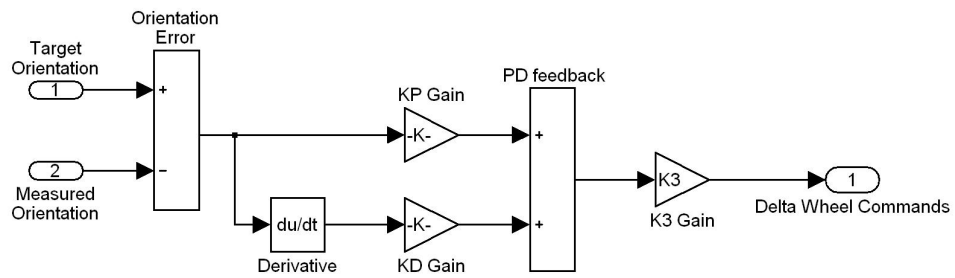 Orientation
Error
Target
Orientation
1
+
2
−
Measured
Orientation
KP Gain
-K-
du/dt
Derivative
-K-
KD Gain
PD feedback
+
+
K3
K3 Gain
1
Delta Wheel Commands